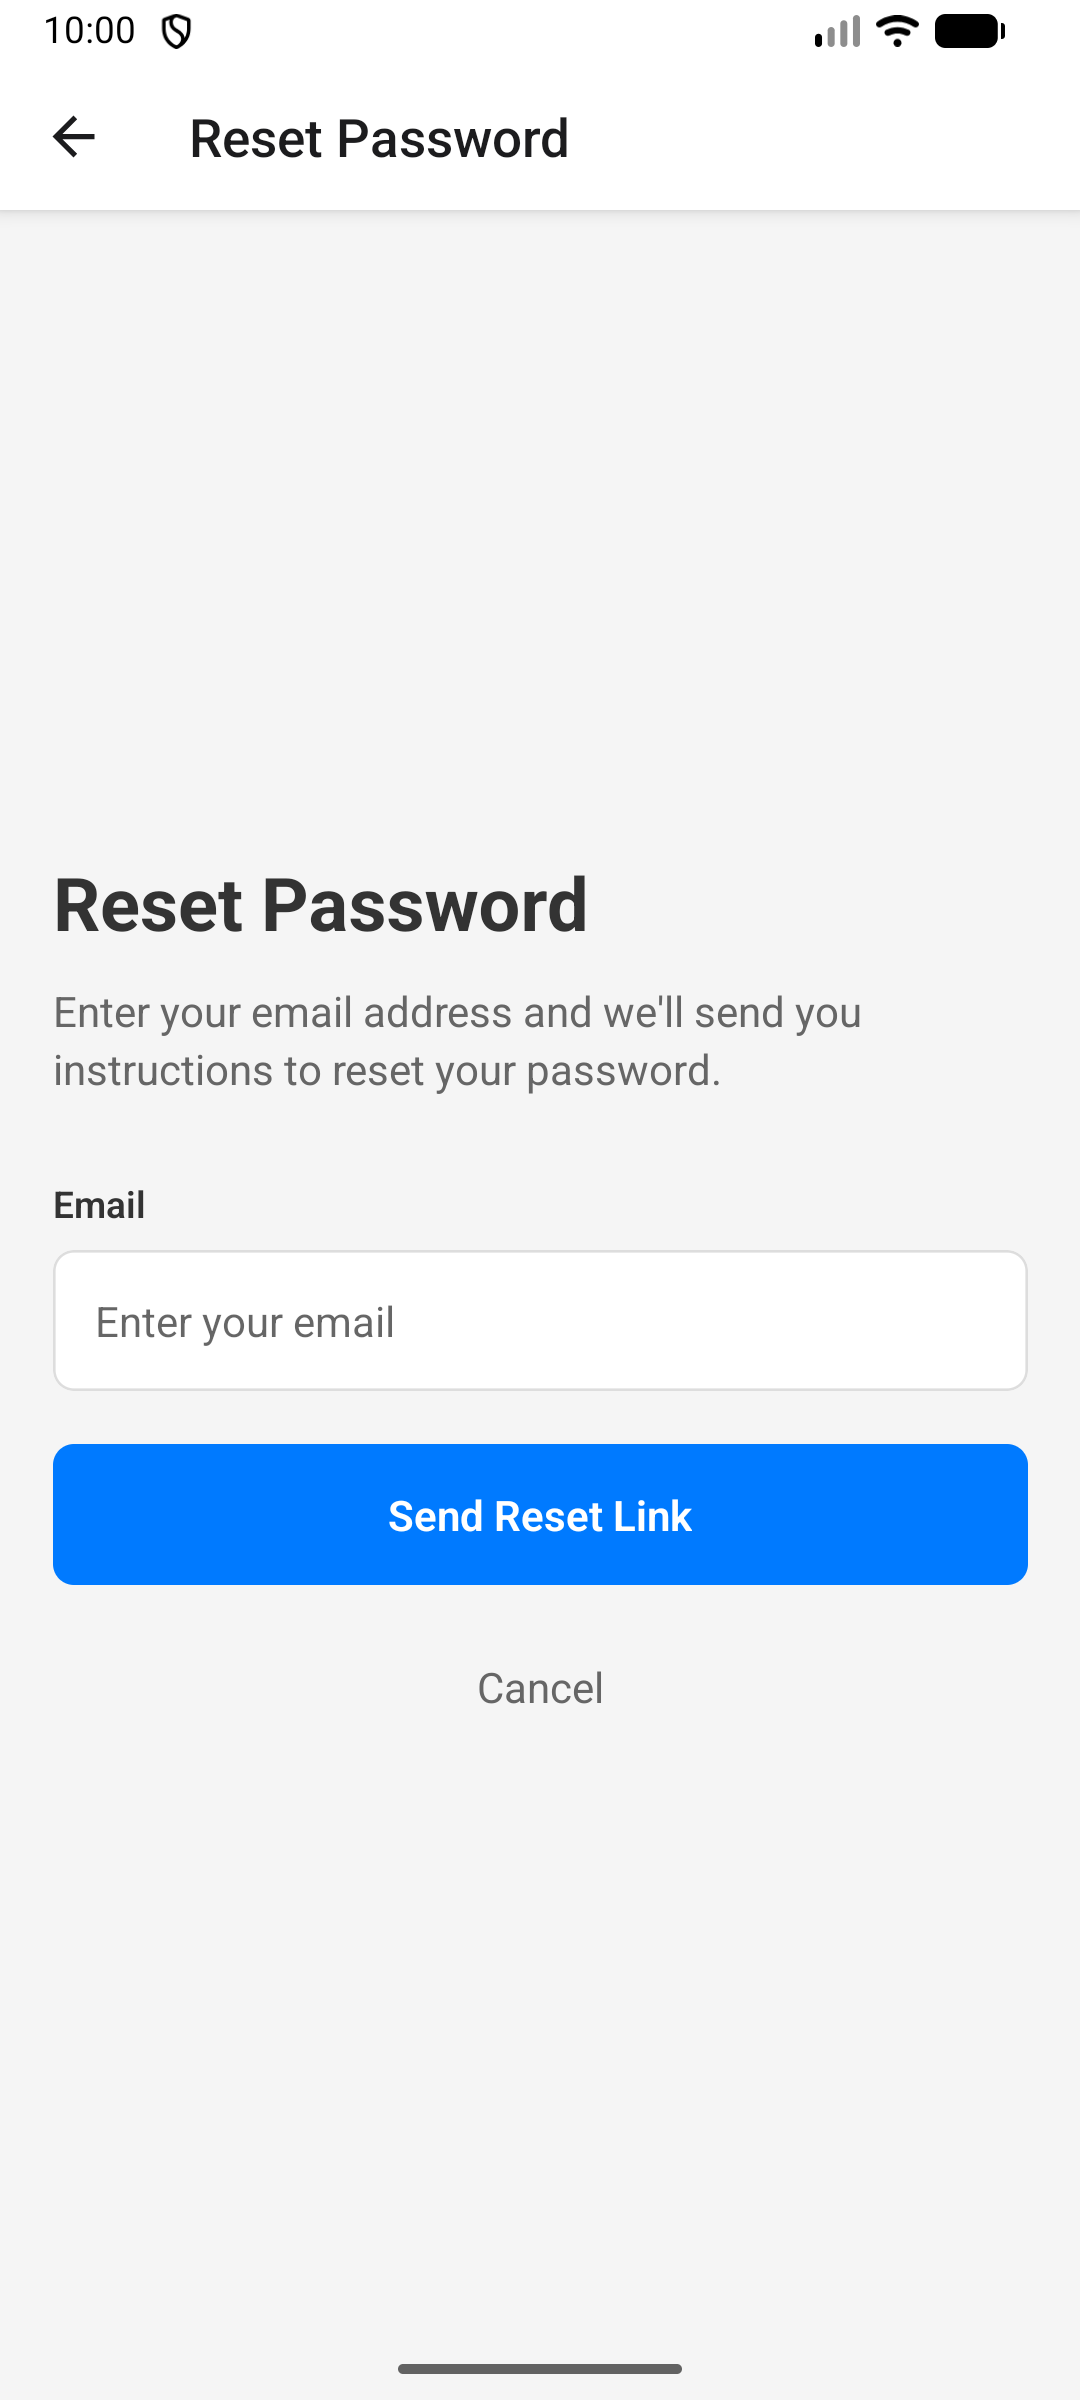 10:00
Reset Password
Reset Password
Enter your email address and we'll send you
instructions to reset your password.
Email
Enter your email
Send Reset Link
Cancel